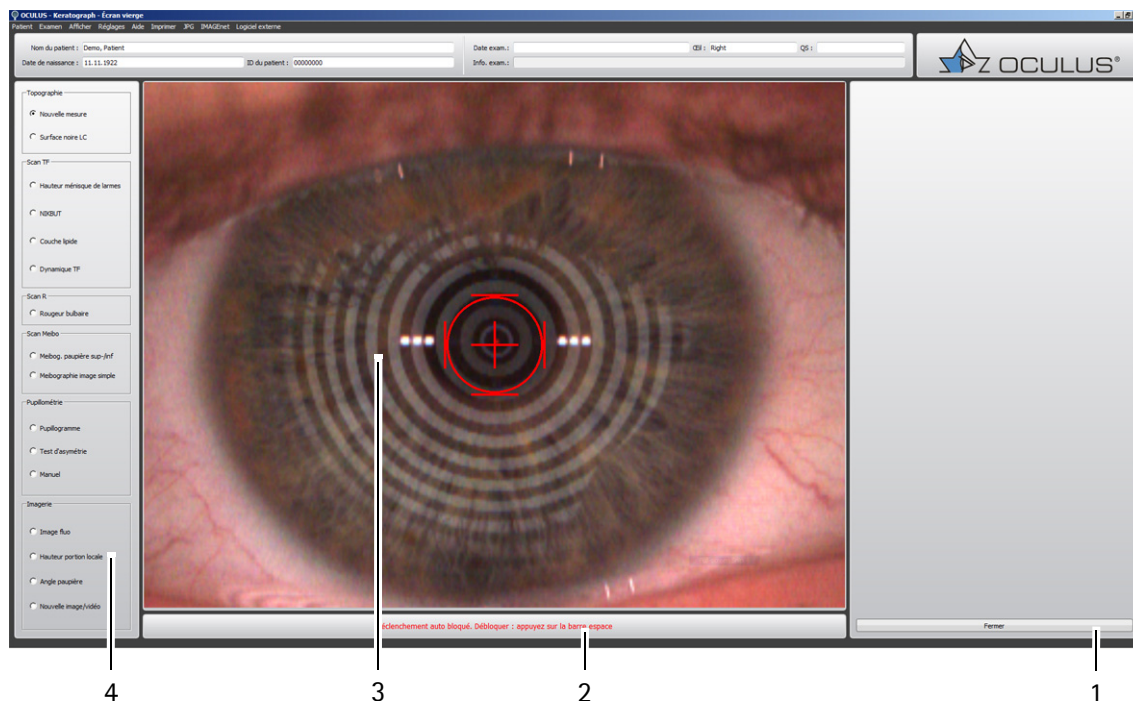 OCULUS - Keratograph - Écran vierge
Patient Examen Afficher Réglages Aide Imprimer JPG IMAGEnet Logiciel externe
Nom du patient : Demo, Patient
Date de naissance : 11.11.1922
ID du patient : 00000000
Date exam.:
Œil : Right
QS :
Info. exam.:
OCULUS®
Topographie
Nouvelle mesure
Surface noire LC
Scan TF
Hauteur ménisque de larmes
NIKBUT
Couche lipide
Dynamique TF
Scan R
Rougeur bulbaire
Scan Meibo
Meibog. paupière sup-/inf
Meibographie image simple
Pupillométrie
Pupillogramme
Test d'asymétrie
Manuel
Imagerie
Image fluo
Hauteur portion locale
Angle paupière
Nouvelle image/vidéo
éclenchement auto bloqué. Débloquer : appuyez sur la barre espace
Fermer
4 3 2 1